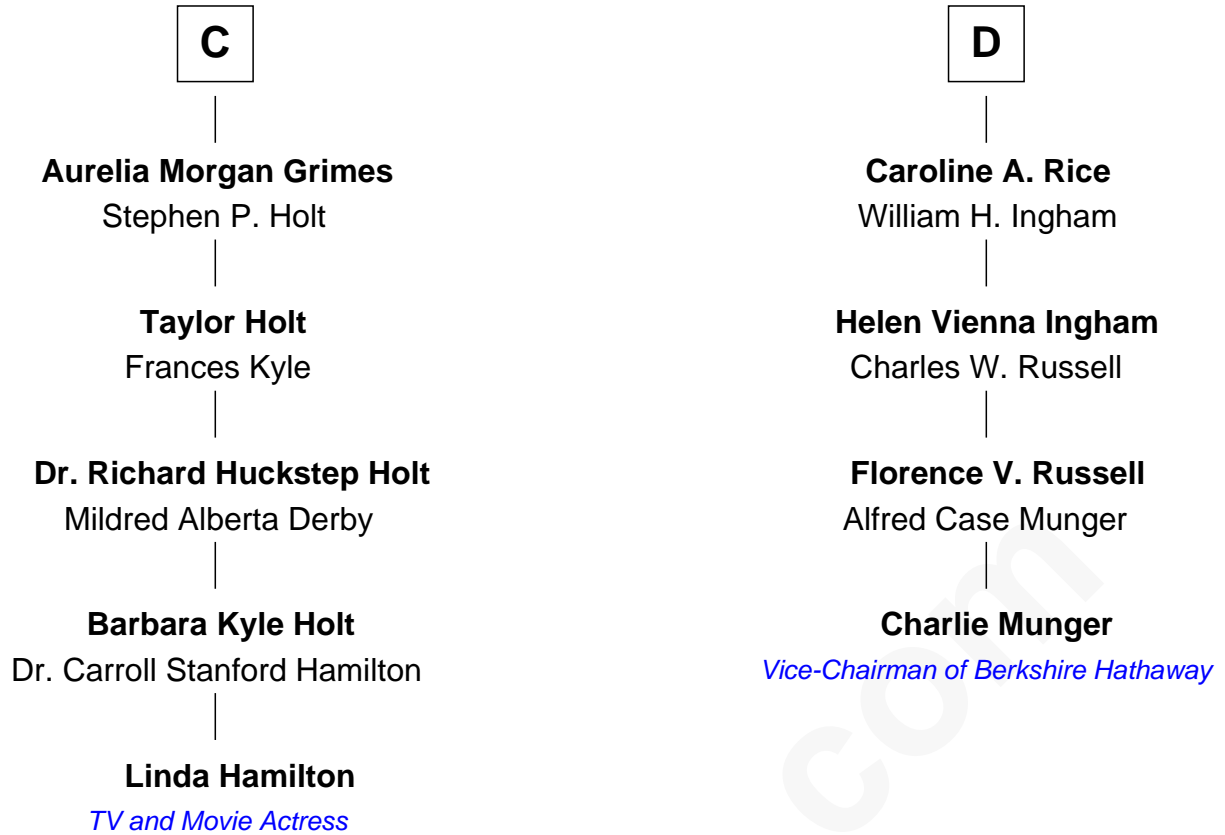 C
Aurelia Morgan Grimes
Stephen P. Holt
Taylor Holt
Frances Kyle
Dr. Richard Huckstep Holt
Mildred Alberta Derby
Barbara Kyle Holt
Dr. Carroll Stanford Hamilton
Linda Hamilton
TV and Movie Actress
D
Caroline A. Rice
William H. Ingham
Helen Vienna Ingham
Charles W. Russell
Florence V. Russell
Alfred Case Munger
Charlie Munger
Vice-Chairman of Berkshire Hathaway
com